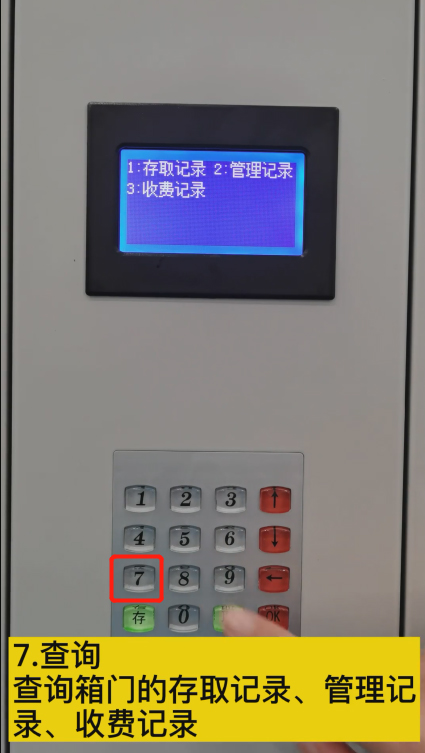 1:存取记录 2:管理记录
3:收费记录
1 2 3 ↑
4 5 6 ↓
7 8 9 ←
存 0 OK
7.查询
查询箱门的存取记录、管理记
录、收费记录